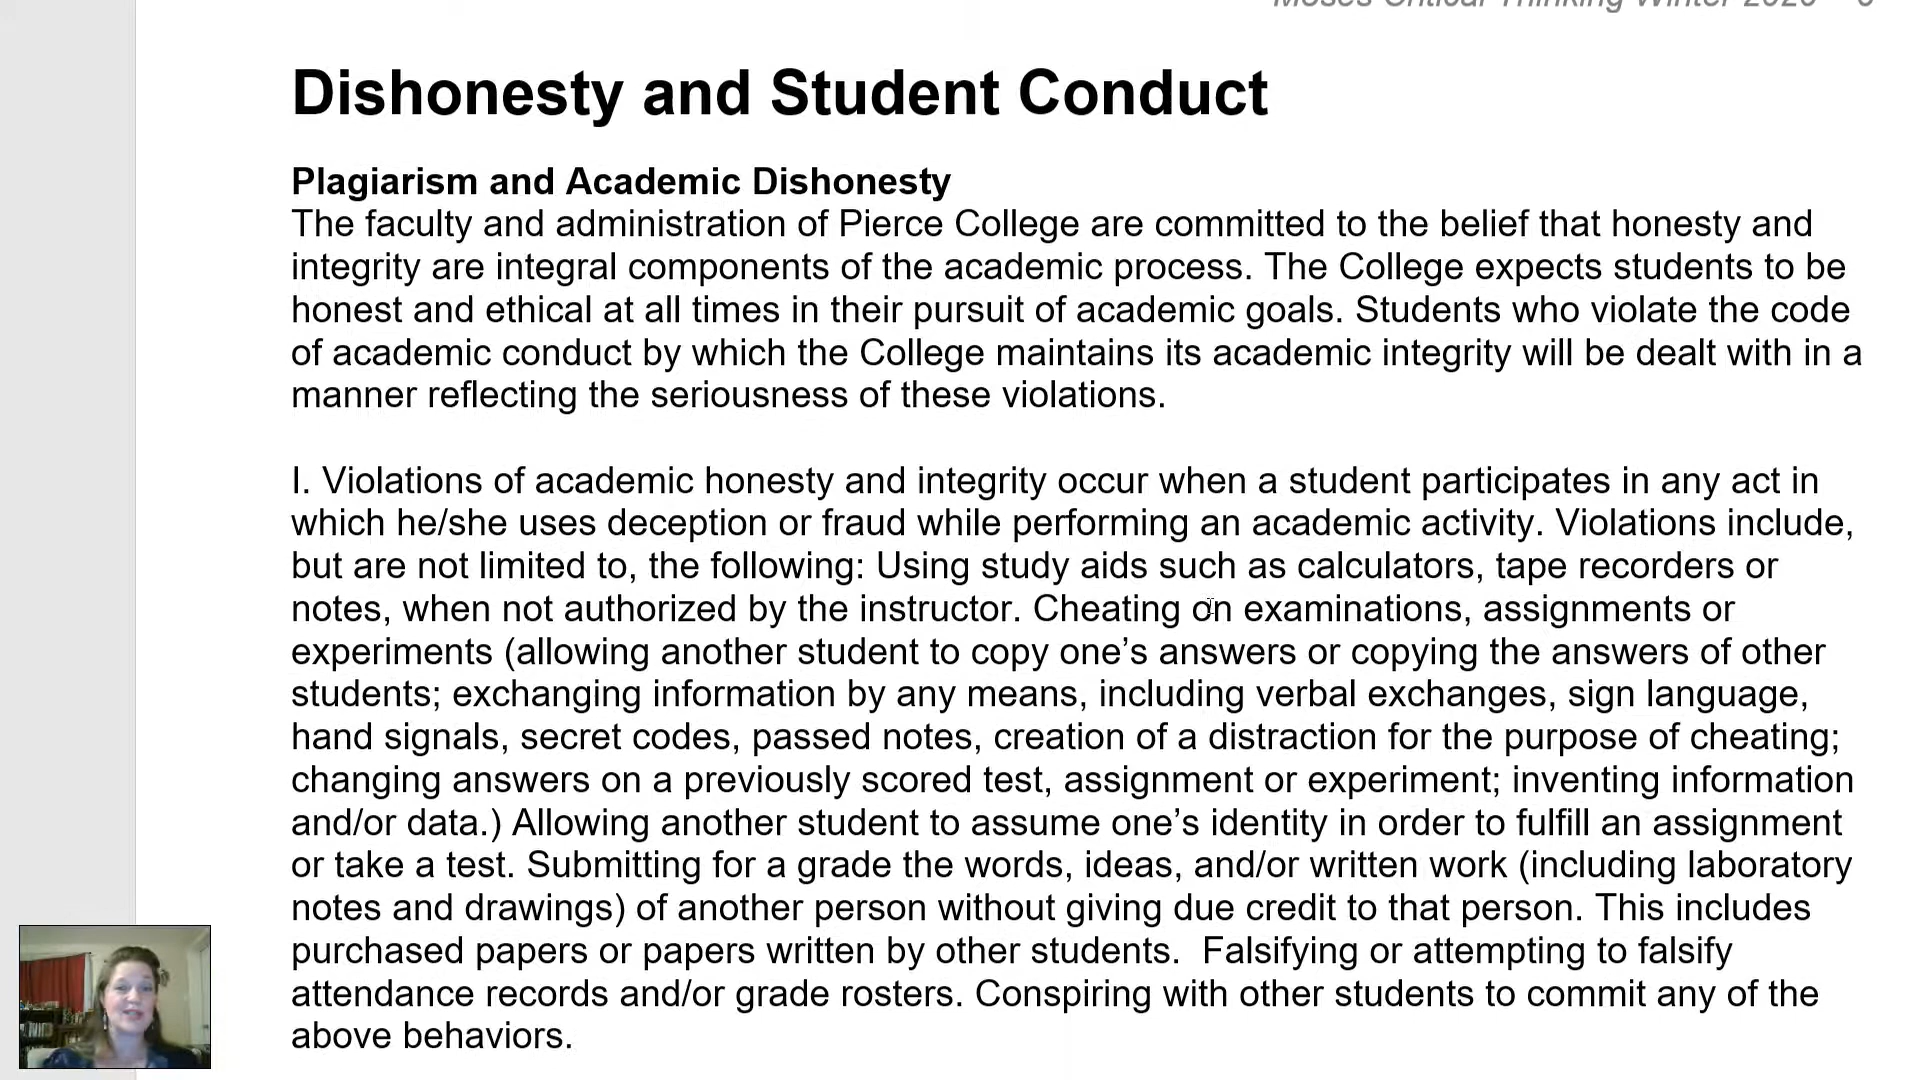 Moses Critical Thinking Winter 2020 6
Dishonesty and Student Conduct
Plagiarism and Academic Dishonesty
The faculty and administration of Pierce College are committed to the belief that honesty and
integrity are integral components of the academic process. The College expects students to be
honest and ethical at all times in their pursuit of academic goals. Students who violate the code
of academic conduct by which the College maintains its academic integrity will be dealt with in a
manner reflecting the seriousness of these violations.
I. Violations of academic honesty and integrity occur when a student participates in any act in
which he/she uses deception or fraud while performing an academic activity. Violations include,
but are not limited to, the following: Using study aids such as calculators, tape recorders or
notes, when not authorized by the instructor. Cheating on examinations, assignments or
experiments (allowing another student to copy one’s answers or copying the answers of other
students; exchanging information by any means, including verbal exchanges, sign language,
hand signals, secret codes, passed notes, creation of a distraction for the purpose of cheating;
changing answers on a previously scored test, assignment or experiment; inventing information
and/or data.) Allowing another student to assume one’s identity in order to fulfill an assignment
or take a test. Submitting for a grade the words, ideas, and/or written work (including laboratory
notes and drawings) of another person without giving due credit to that person. This includes
purchased papers or papers written by other students.  Falsifying or attempting to falsify
attendance records and/or grade rosters. Conspiring with other students to commit any of the
above behaviors.